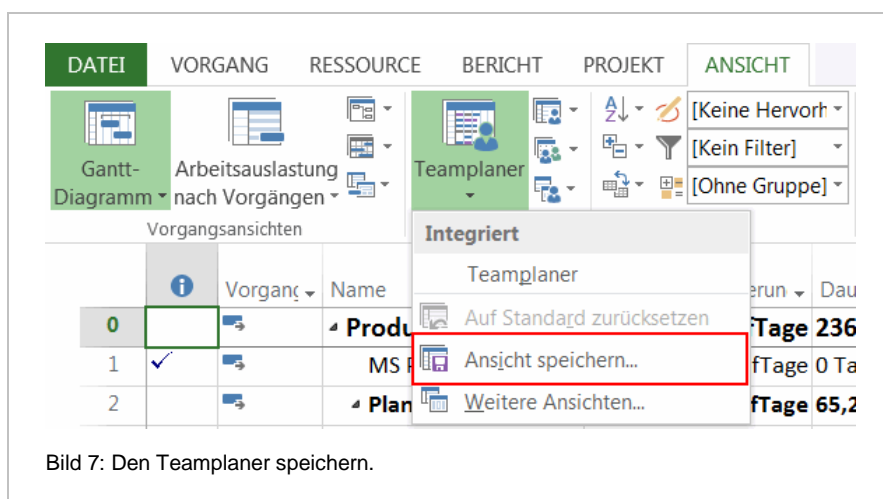 DATEI VORGANG RESSOURCE BERICHT PROJEKT ANSICHT
Gantt-
Diagramm
Arbeitsauslastung
nach Vorgängen
Teamplaner
[Keine Hervorh
[Kein Filter]
[Ohne Gruppe]
Vorgangsansichten
Integriert
Teamplaner
Auf Standard zurücksetzen
Ansicht speichern...
Weitere Ansichten...
Vorgang Name erun Dau
0 Produ fTage 236
1 MS fTage 0 Ta
2 Plan fTage 65,2
Bild 7: Den Teamplaner speichern.